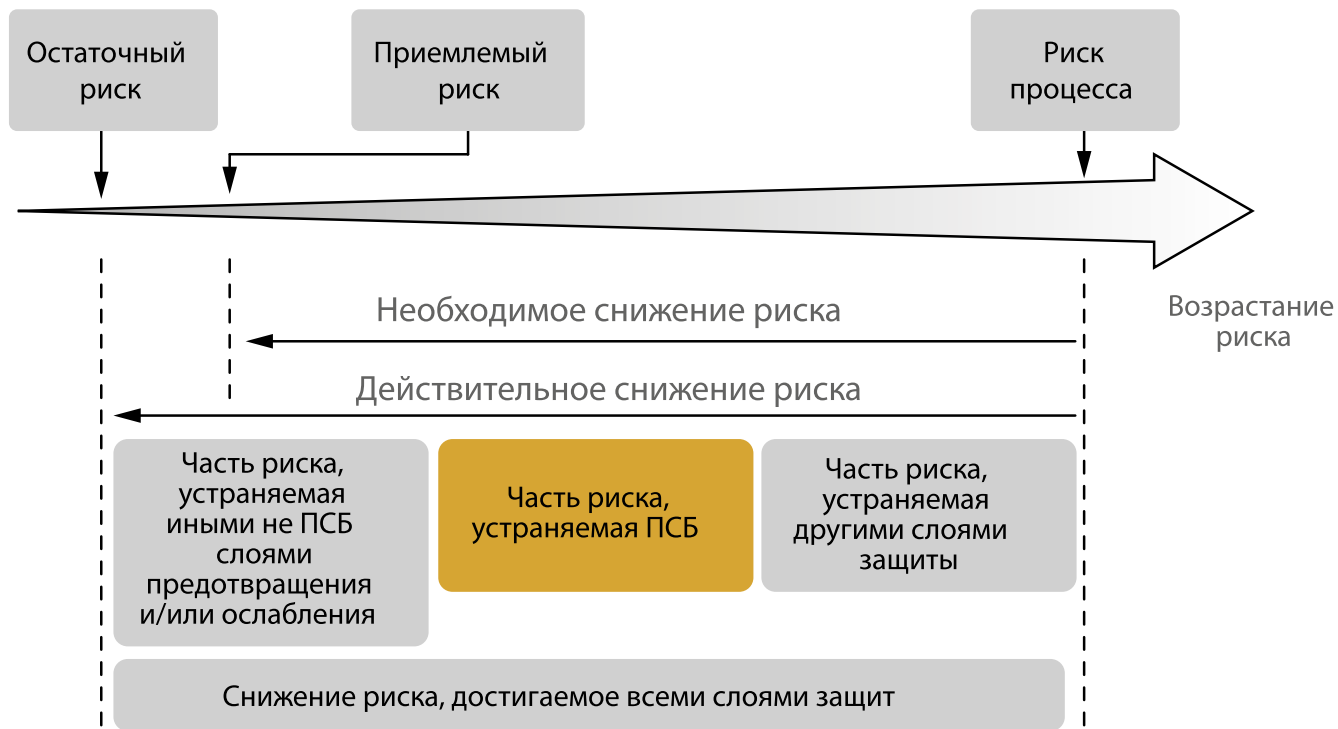 Остаточный
риск
Приемлемый
риск
Риск
процесса
Необходимое снижение риска
Возрастание
риска
Действительное снижение риска
Часть риска,
устраняемая
иными не ПСБ
слоями
предотвращения
и/или ослабления
Часть риска,
устраняемая ПСБ
Часть риска,
устраняемая
другими слоями
защиты
Снижение риска, достигаемое всеми слоями защит